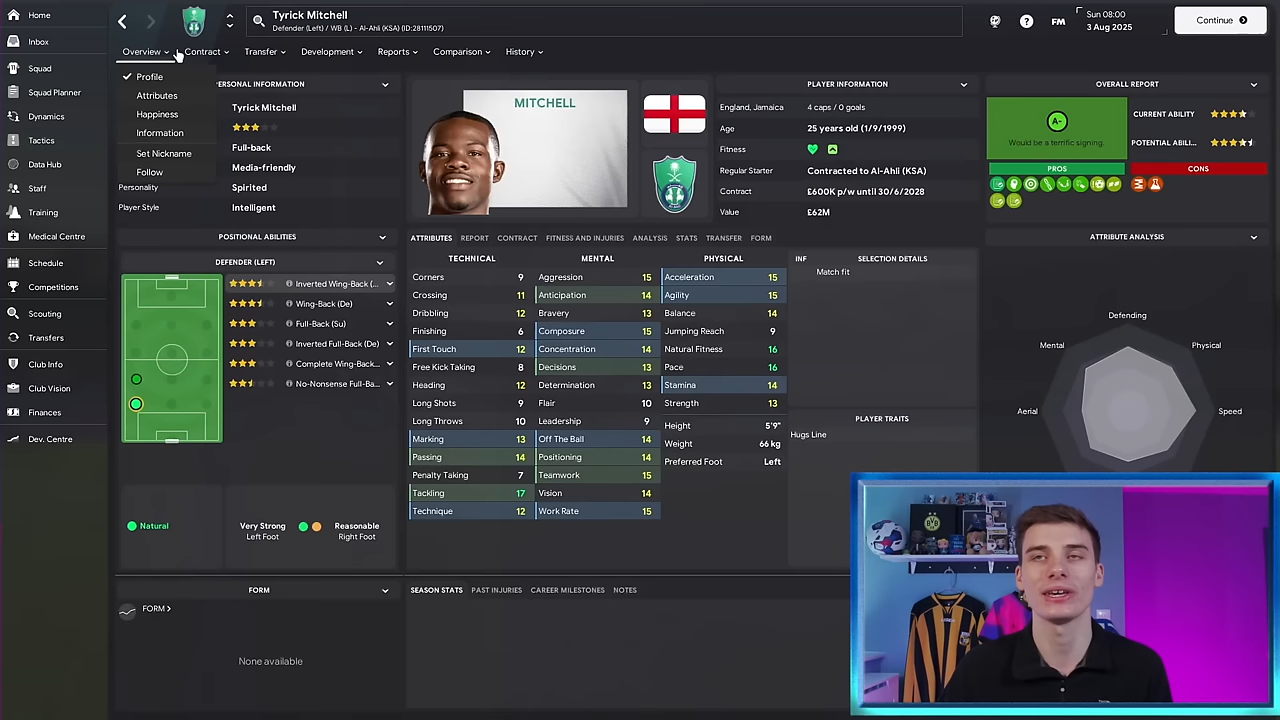 Home
Tyrick Mitchell
Defender (Left) / WB (L) - Al-Ahli (KSA) (ID:28111507)
FM
Sun 08:00
3 Aug 2025
Continue
Inbox
Squad
Squad Planner
Dynamics
Tactics
Data Hub
Staff
Training
Medical Centre
Schedule
Competitions
Scouting
Transfers
Club Info
Club Vision
Finances
Dev. Centre
Overview
Contract
Transfer
Development
Reports
Comparison
History
Profile
Attributes
Happiness
Information
Set Nickname
Follow
PERSONAL INFORMATION
Tyrick Mitchell
Full-back
Media-friendly
Personality Spirited
Player Style Intelligent
MITCHELL
PLAYER INFORMATION
England, Jamaica 4 caps / 0 goals
Age 25 years old (1/9/1999)
Fitness
Regular Starter Contracted to Al-Ahli (KSA)
Contract £600K p/w until 30/6/2028
Value £62M
OVERALL REPORT
A-
Would be a terrific signing.
CURRENT ABILITY
POTENTIAL ABILI...
PROS CONS
POSITIONAL ABILITIES
DEFENDER (LEFT)
Inverted Wing-Back (...
Wing-Back (De)
Full-Back (Su)
Inverted Full-Back (De)
Complete Wing-Back...
No-Nonsense Full-Ba...
Natural
Very Strong
Left Foot
Reasonable
Right Foot
ATTRIBUTES REPORT CONTRACT FITNESS AND INJURIES ANALYSIS STATS TRANSFER FORM
TECHNICAL
Corners 9
Crossing 11
Dribbling 12
Finishing 6
First Touch 12
Free Kick Taking 8
Heading 12
Long Shots 9
Long Throws 10
Marking 13
Passing 14
Penalty Taking 7
Tackling 17
Technique 12
MENTAL
Aggression 15
Anticipation 14
Bravery 13
Composure 15
Concentration 14
Decisions 13
Determination 13
Flair 10
Leadership 9
Off The Ball 14
Positioning 14
Teamwork 15
Vision 14
Work Rate 15
PHYSICAL
Acceleration 15
Agility 15
Balance 14
Jumping Reach 9
Natural Fitness 16
Pace 16
Stamina 14
Strength 13
Height 5'9"
Weight 66 kg
Preferred Foot Left
INF SELECTION DETAILS
Match fit
PLAYER TRAITS
Hugs Line
ATTRIBUTE ANALYSIS
Defending
Mental
Physical
Aerial
Speed
FORM
FORM
None available
SEASON STATS PAST INJURIES CAREER MILESTONES NOTES
BVB
09